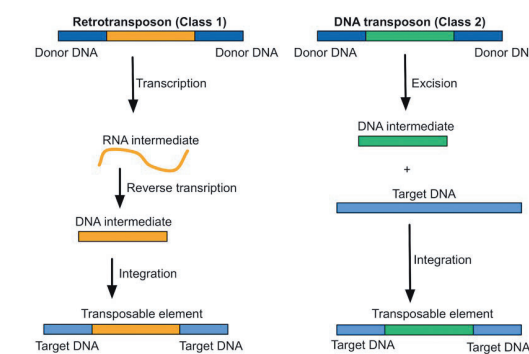 Retrotransposon (Class 1)
Donor DNA Donor DNA
Transcription
RNA intermediate
Reverse transription
DNA intermediate
Integration
Transposable element
Target DNA Target DNA
DNA transposon (Class 2)
Donor DNA Donor DN
Excision
DNA intermediate
+
Target DNA
Integration
Transposable element
Target DNA Target DNA